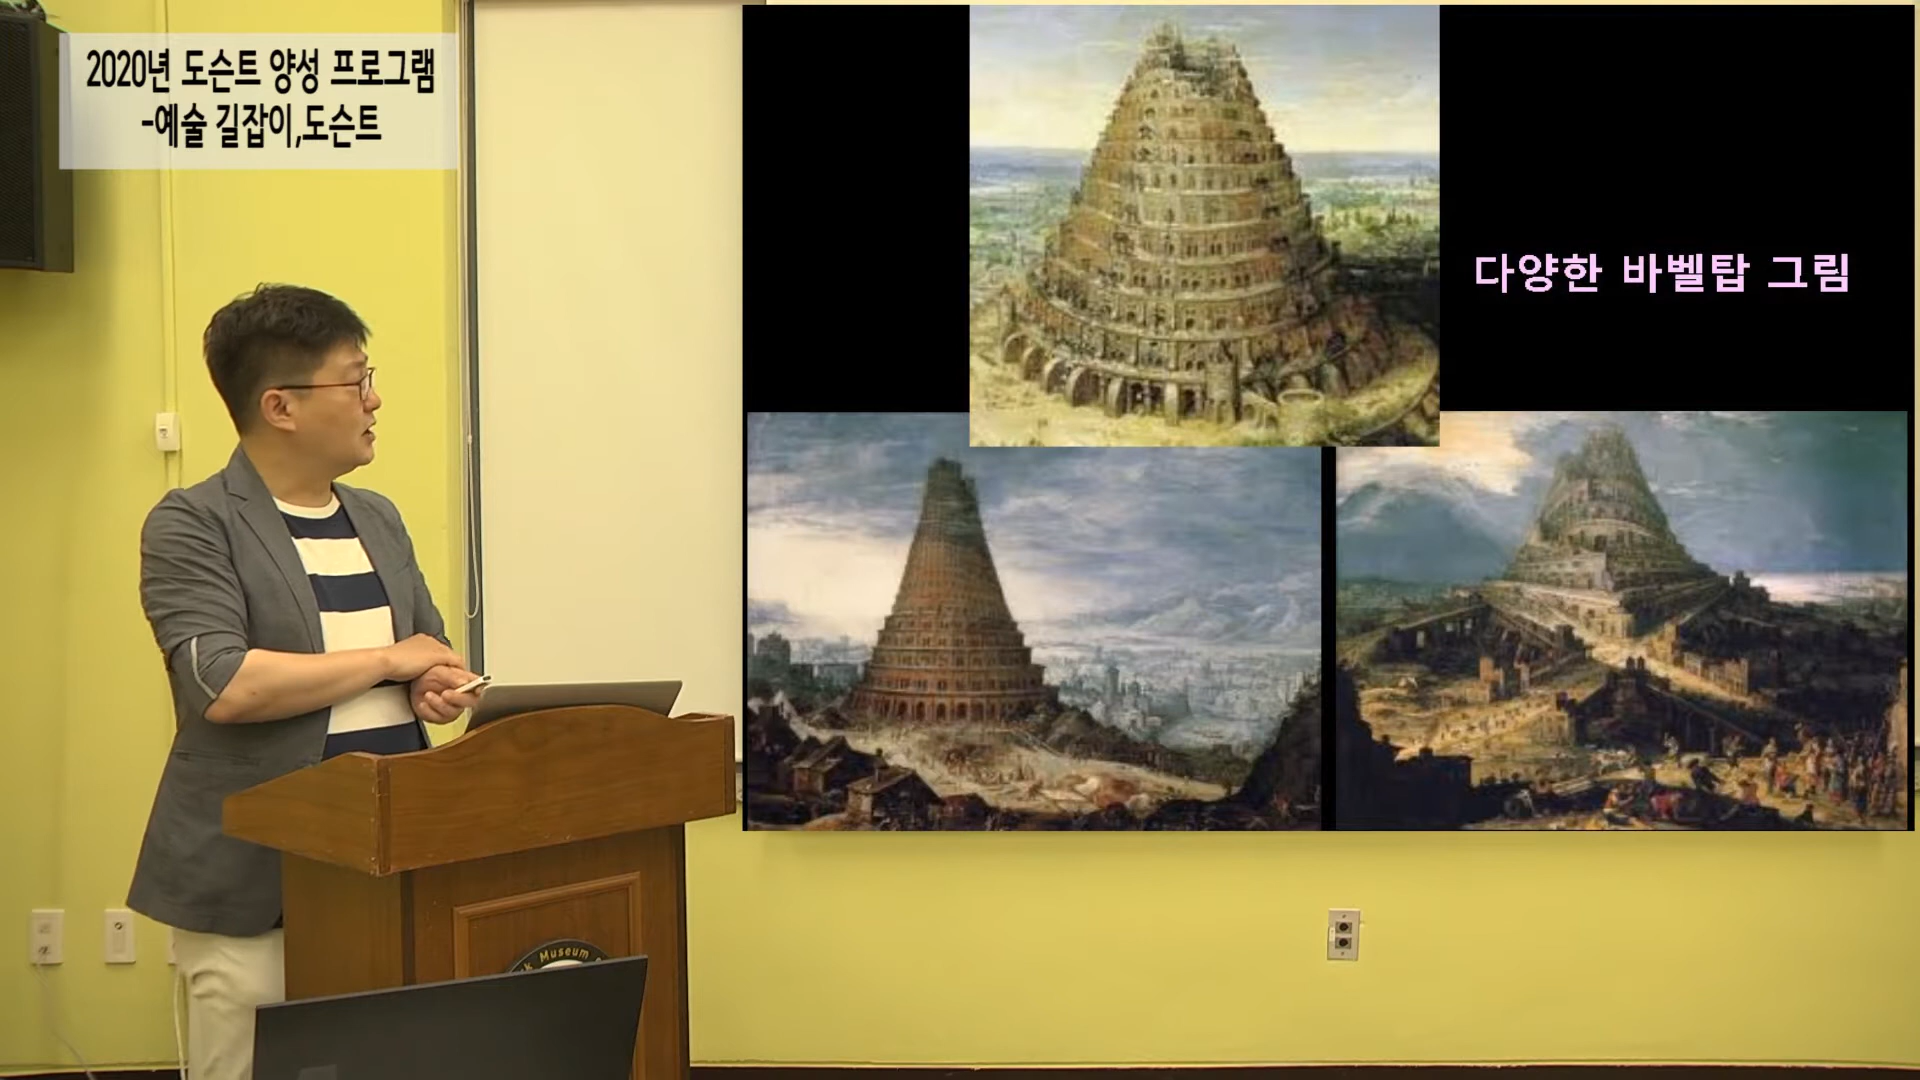 2020년 도슨트 양성 프로그램
-예술 길잡이,도슨트
다양한 바벨탑 그림
Museum